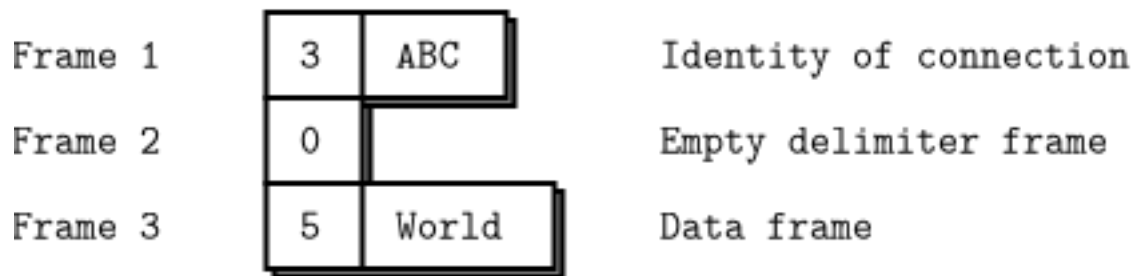 Frame 1 3 ABC Identity of connection
Frame 2 0 Empty delimiter frame
Frame 3 5 World Data frame